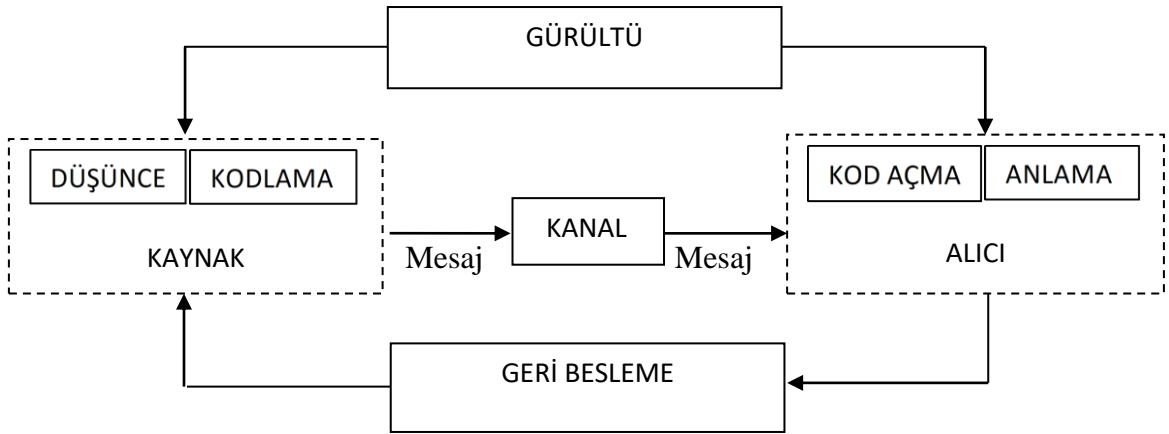 GÜRÜLTÜ
DÜŞÜNCE KODLAMA
KAYNAK
Mesaj
KANAL
Mesaj
KOD AÇMA ANLAMA
ALICI
GERİ BESLEME